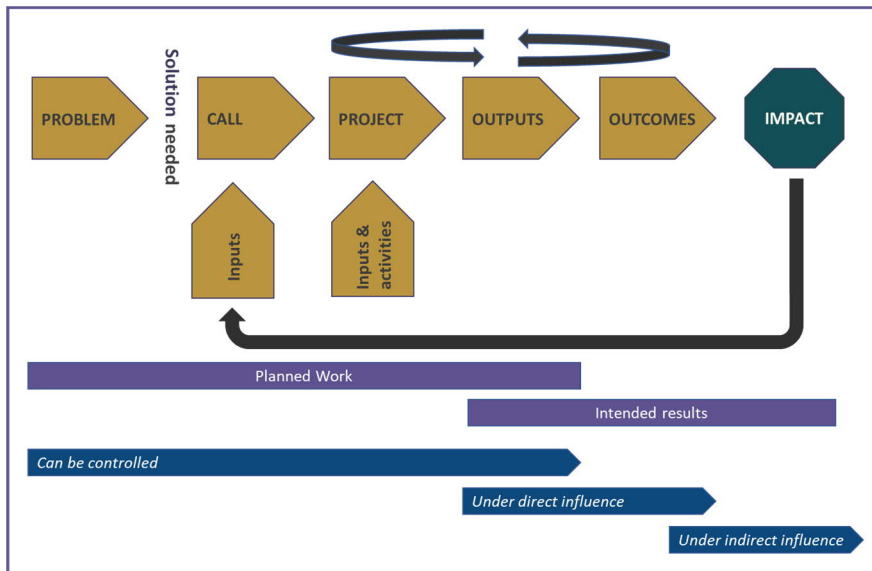 PROBLEM
Solution needed
CALL
PROJECT
OUTPUTS
OUTCOMES
IMPACT
Inputs
Inputs &
activities
Planned Work
Intended results
Can be controlled
Under direct influence
Under indirect influence